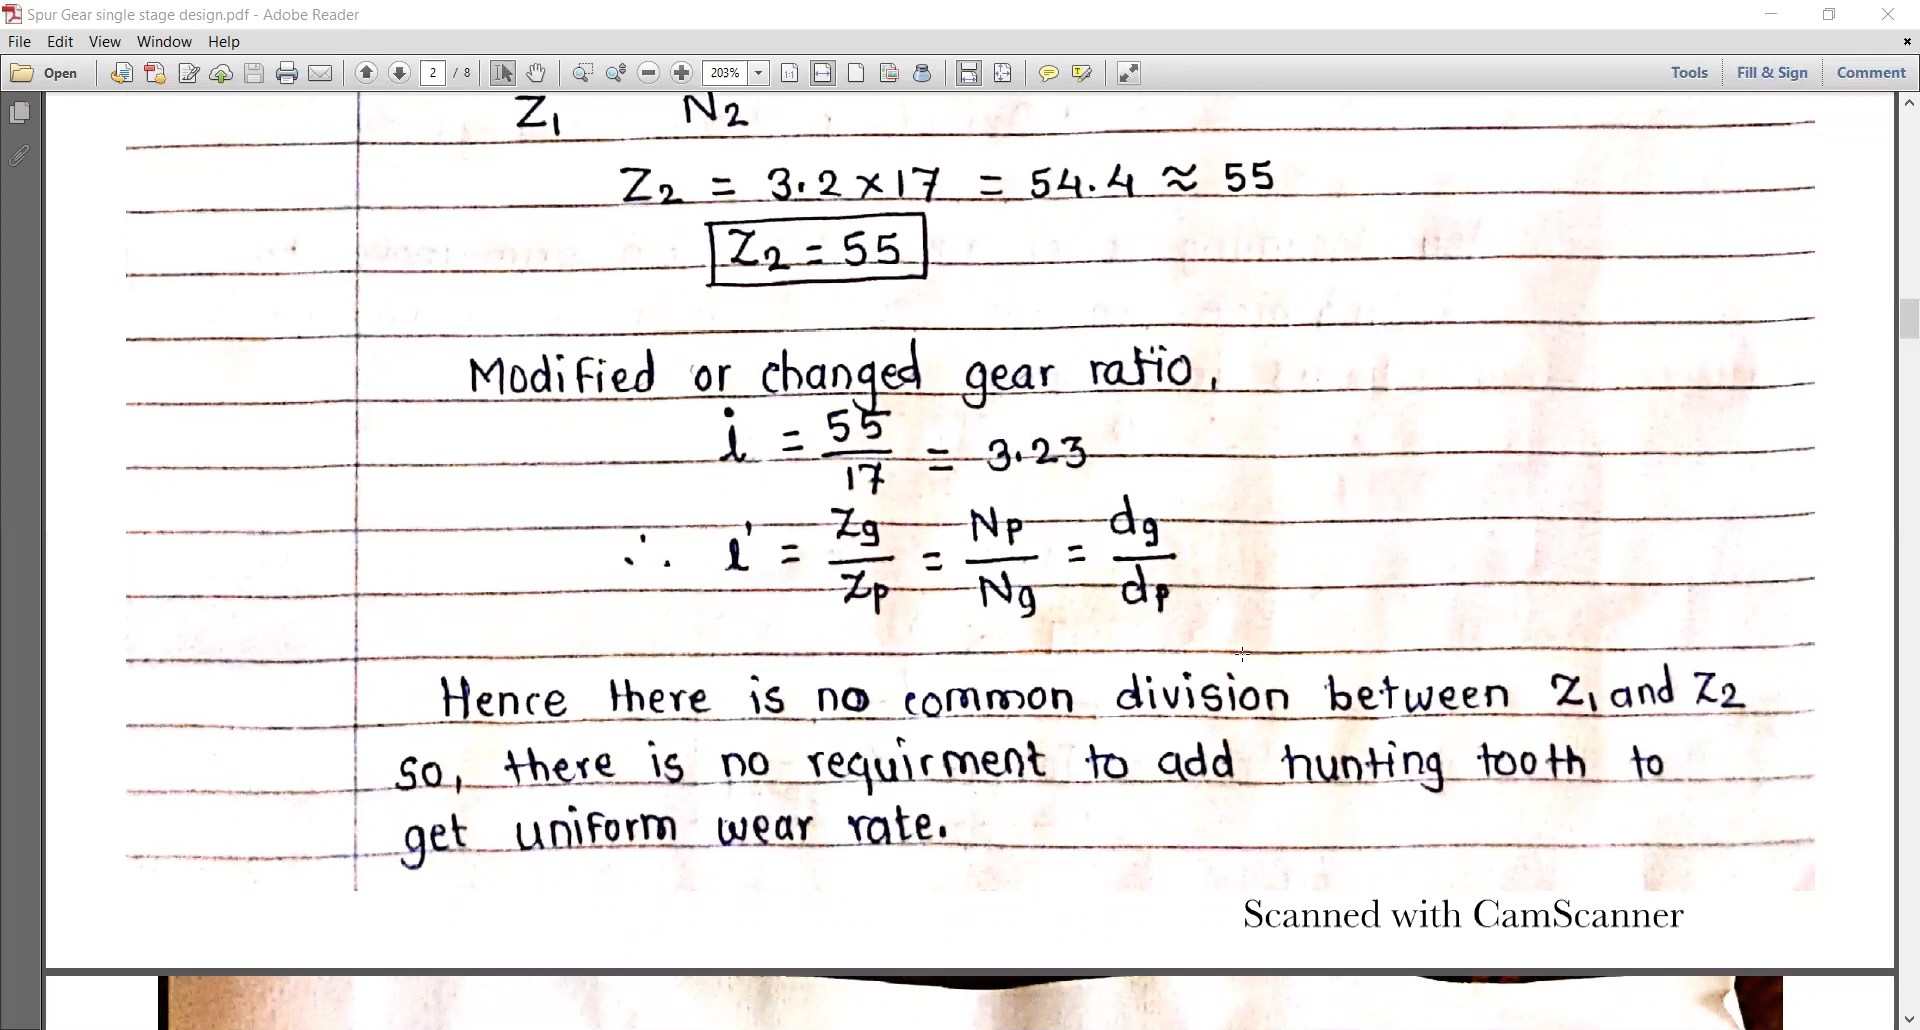 Spur Gear single stage design.pdf - Adobe Reader
File Edit View Window Help
Open 2 / 8 203% Tools Fill & Sign Comment
Z1 N2
Z2 = 3.2 × 17 = 54.4 ≈ 55
Z2 = 55
Modified or changed gear ratio,
i = 55/17 = 3.23
∴ i' = Zg/Zp = Np/Ng = dg/dp
Hence there is no common division between Z1 and Z2
so, there is no requirment to add hunting tooth to
get uniform wear rate.
Scanned with CamScanner